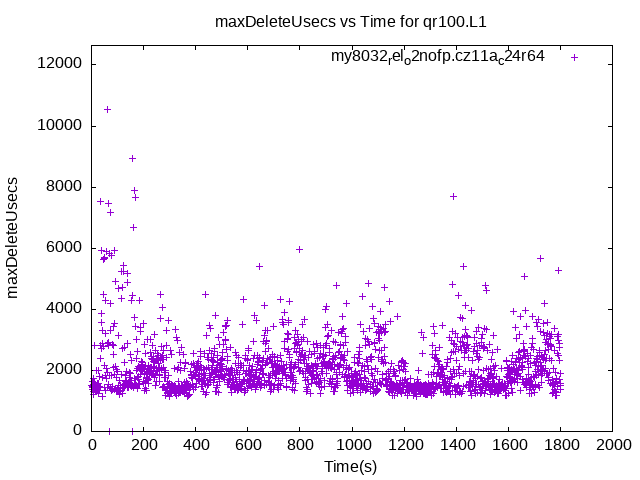 maxDeleteUsecs vs Time for qr100.L1
my8032relo2nofp.cz11ac24r64
12000
10000
8000
6000
4000
2000
0
maxDeleteUsecs
0 200 400 600 800 1000 1200 1400 1600 1800 2000
Time(s)